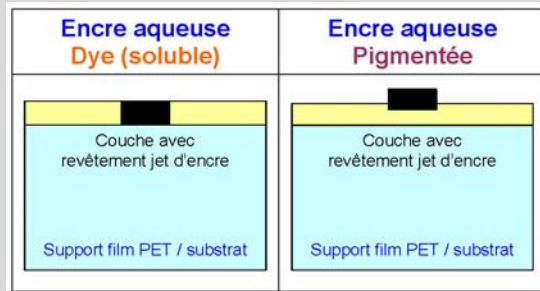 Encre aqueuse
Dye (soluble)
Couche avec
revêtement jet d'encre
Support film PET / substrat
Encre aqueuse
Pigmentée
Couche avec
revêtement jet d'encre
Support film PET / substrat